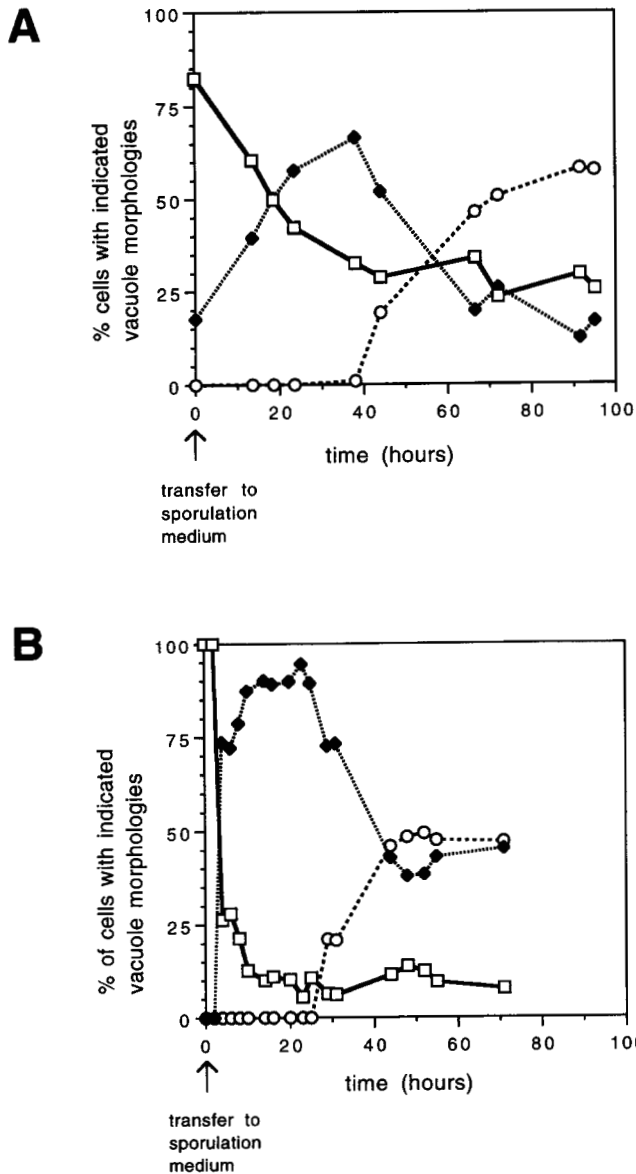 A
100
75
50
25
0
% cells with indicated
vacuole morphologies
0 20 40 60 80 100
time (hours)
transfer to
sporulation
medium
B
100
75
50
25
0
% of cells with indicated
vacuole morphologies
0 20 40 60 80 100
time (hours)
transfer to
sporulation
medium